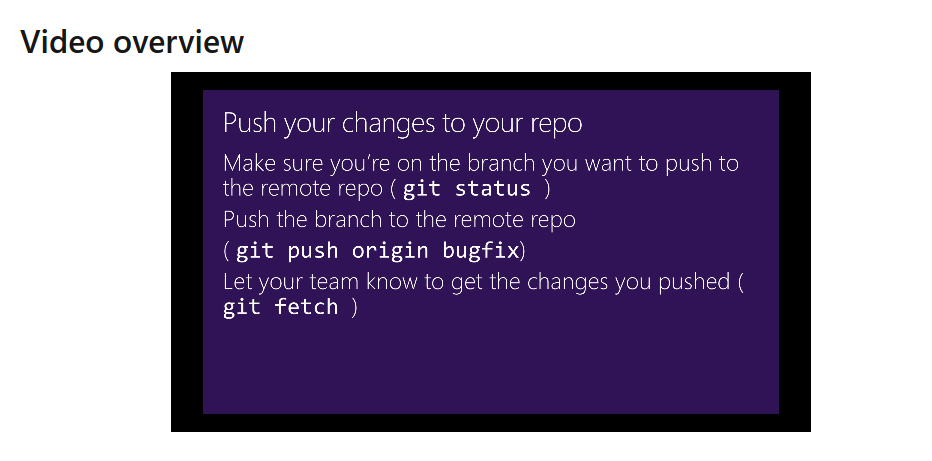 Video overview
Push your changes to your repo
Make sure you're on the branch you want to push to
the remote repo ( git status )
Push the branch to the remote repo
( git push origin bugfix)
Let your team know to get the changes you pushed (
git fetch )